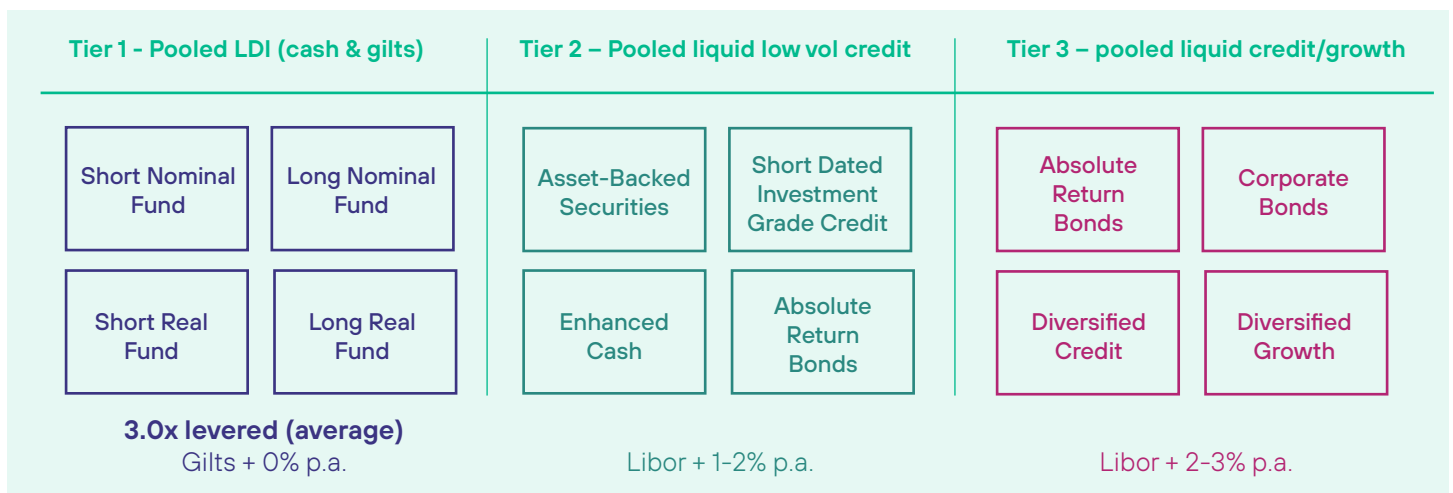 Tier 1 - Pooled LDI (cash & gilts)
Tier 2 – Pooled liquid low vol credit
Tier 3 – pooled liquid credit/growth
Short Nominal
Fund
Long Nominal
Fund
Short Real
Fund
Long Real
Fund
3.0x levered (average)
Gilts + 0% p.a.
Asset-Backed
Securities
Short Dated
Investment
Grade Credit
Enhanced
Cash
Absolute
Return
Bonds
Libor + 1-2% p.a.
Absolute
Return
Bonds
Corporate
Bonds
Diversified
Credit
Diversified
Growth
Libor + 2-3% p.a.